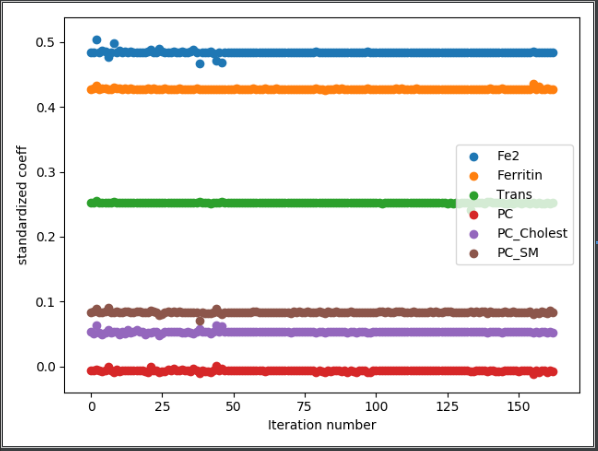 0.5
0.4
0.3
0.2
0.1
0.0
standardized coeff
Fe2
Ferritin
Trans
PC
PC_Cholest
PC_SM
0 25 50 75 100 125 150
Iteration number